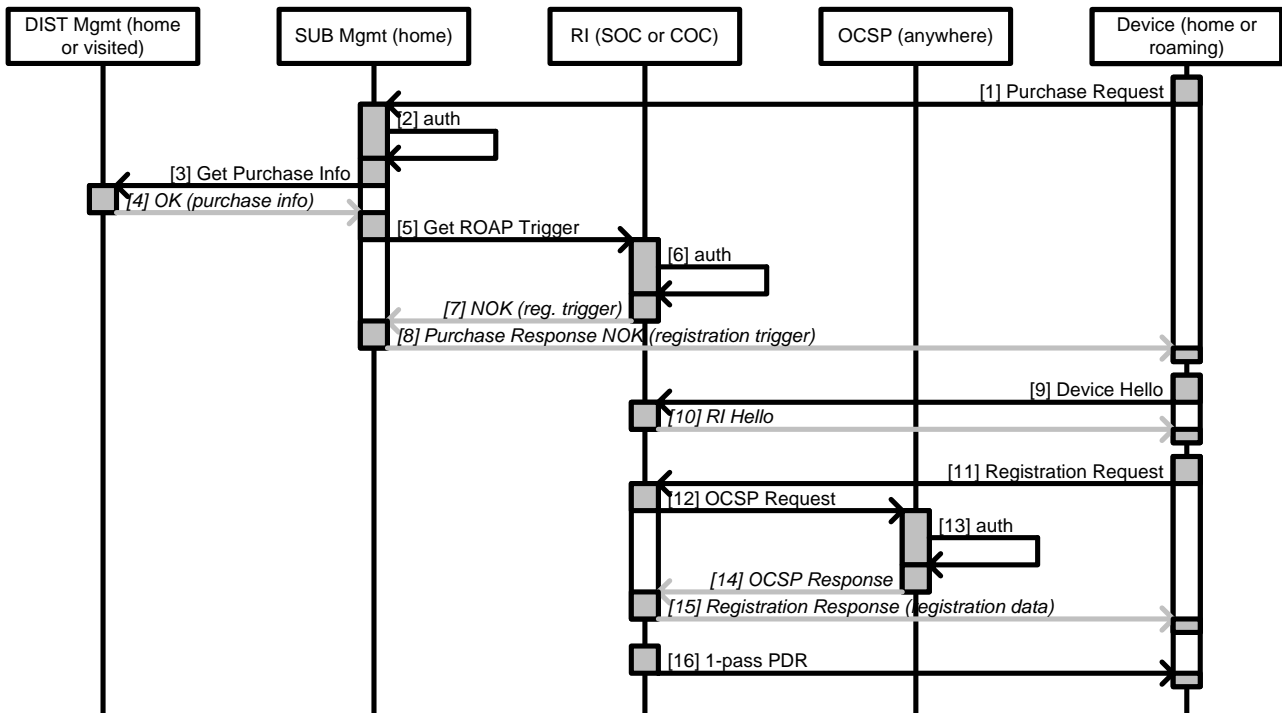 DIST Mgmt (home
or visited)
SUB Mgmt (home)
RI (SOC or COC)
OCSP (anywhere)
Device (home or
roaming)
[1] Purchase Request
[2] auth
[3] Get Purchase Info
[4] OK (purchase info)
[5] Get ROAP Trigger
[6] auth
[7] NOK (reg. trigger)
[8] Purchase Response NOK (registration trigger)
[9] Device Hello
[10] RI Hello
[11] Registration Request
[12] OCSP Request
[13] auth
[14] OCSP Response
[15] Registration Response (registration data)
[16] 1-pass PDR